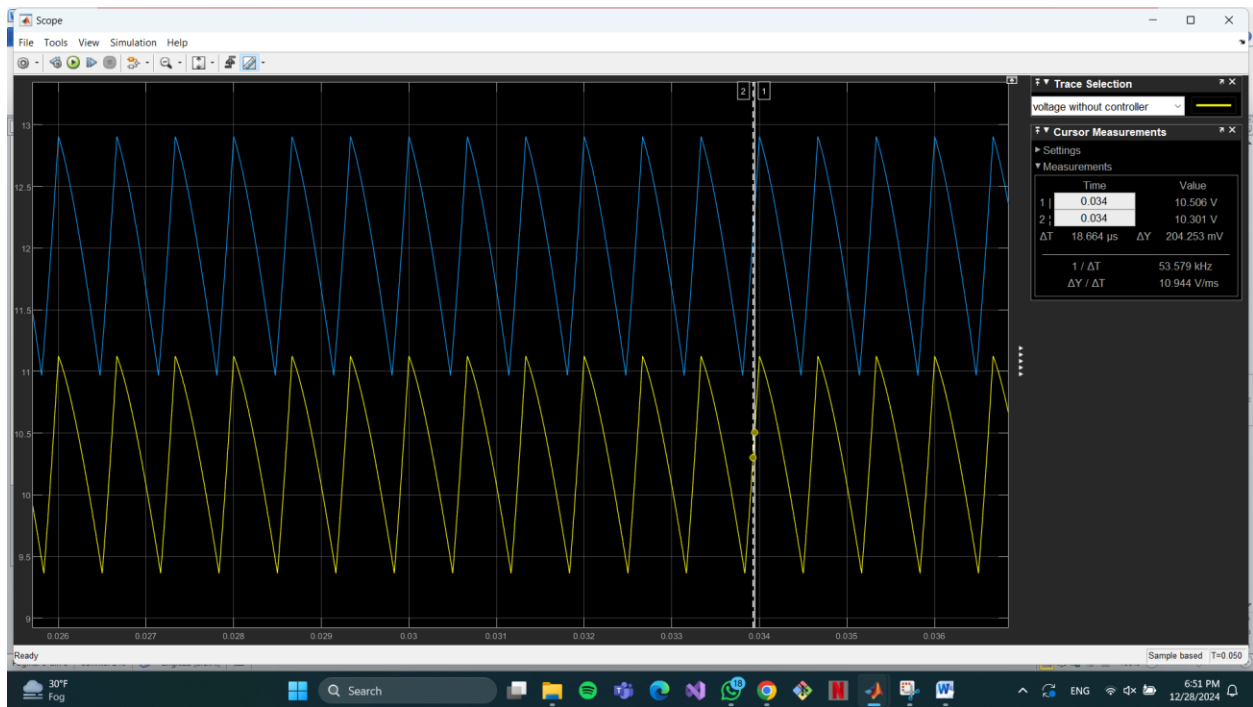 Scope
File Tools View Simulation Help
2 1
13
12.5
12
11.5
11
10.5
10
9.5
9
0.026 0.027 0.028 0.029 0.03 0.031 0.032 0.033 0.034 0.035 0.036
Trace Selection
voltage without controller
Cursor Measurements
Settings
Measurements
Time Value
1 | 0.034 10.506 V
2 ¦ 0.034 10.301 V
ΔT 18.664 µs ΔY 204.253 mV
1 / ΔT 53.579 kHz
ΔY / ΔT 10.944 V/ms
Ready
Sample based T=0.050
30°F
Fog
Search
18
ENG
6:51 PM
12/28/2024